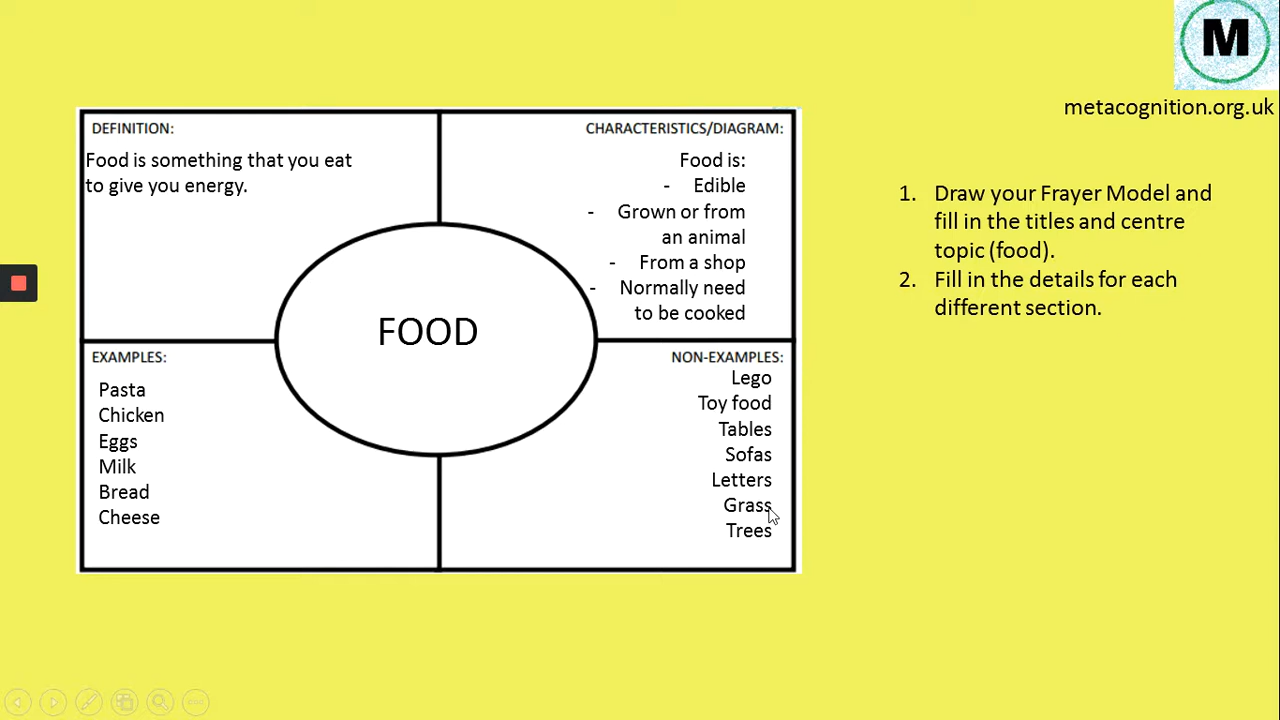 M
metacognition.org.uk
DEFINITION:
Food is something that you eat
to give you energy.
CHARACTERISTICS/DIAGRAM:
Food is:
- Edible
- Grown or from
an animal
- From a shop
- Normally need
to be cooked
FOOD
EXAMPLES:
Pasta
Chicken
Eggs
Milk
Bread
Cheese
NON-EXAMPLES:
Lego
Toy food
Tables
Sofas
Letters
Grass
Trees
1. Draw your Frayer Model and
fill in the titles and centre
topic (food).
2. Fill in the details for each
different section.